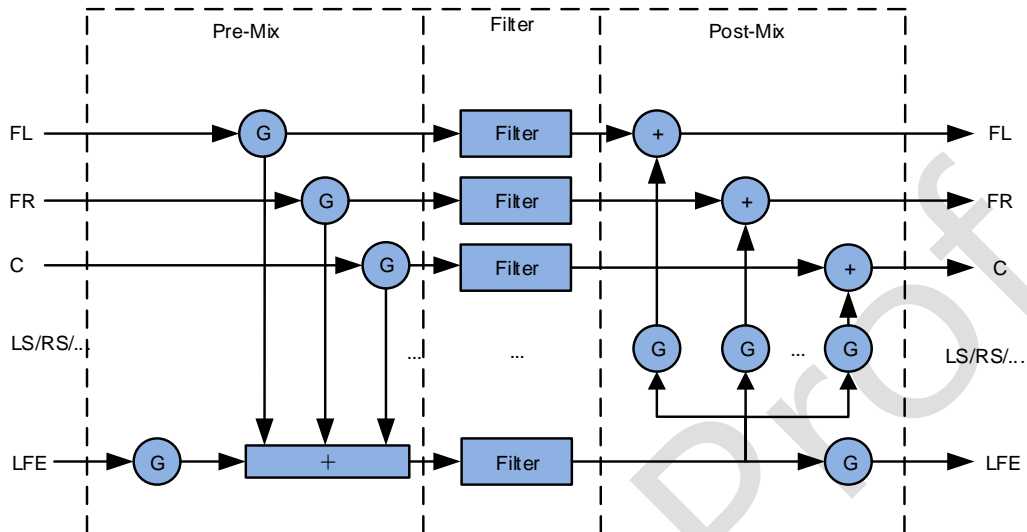 Pre-Mix
Filter
Post-Mix
FL
G
Filter
+
FL
FR
G
Filter
+
FR
C
G
Filter
+
C
LS/RS/...
...
...
G
G
...
G
LS/RS/...
LFE
G
+
Filter
G
LFE
Prof